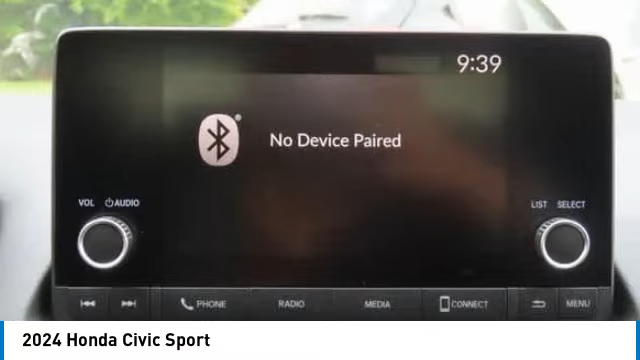 9:39
No Device Paired
VOL AUDIO
LIST SELECT
PHONE RADIO MEDIA CONNECT MENU
2024 Honda Civic Sport